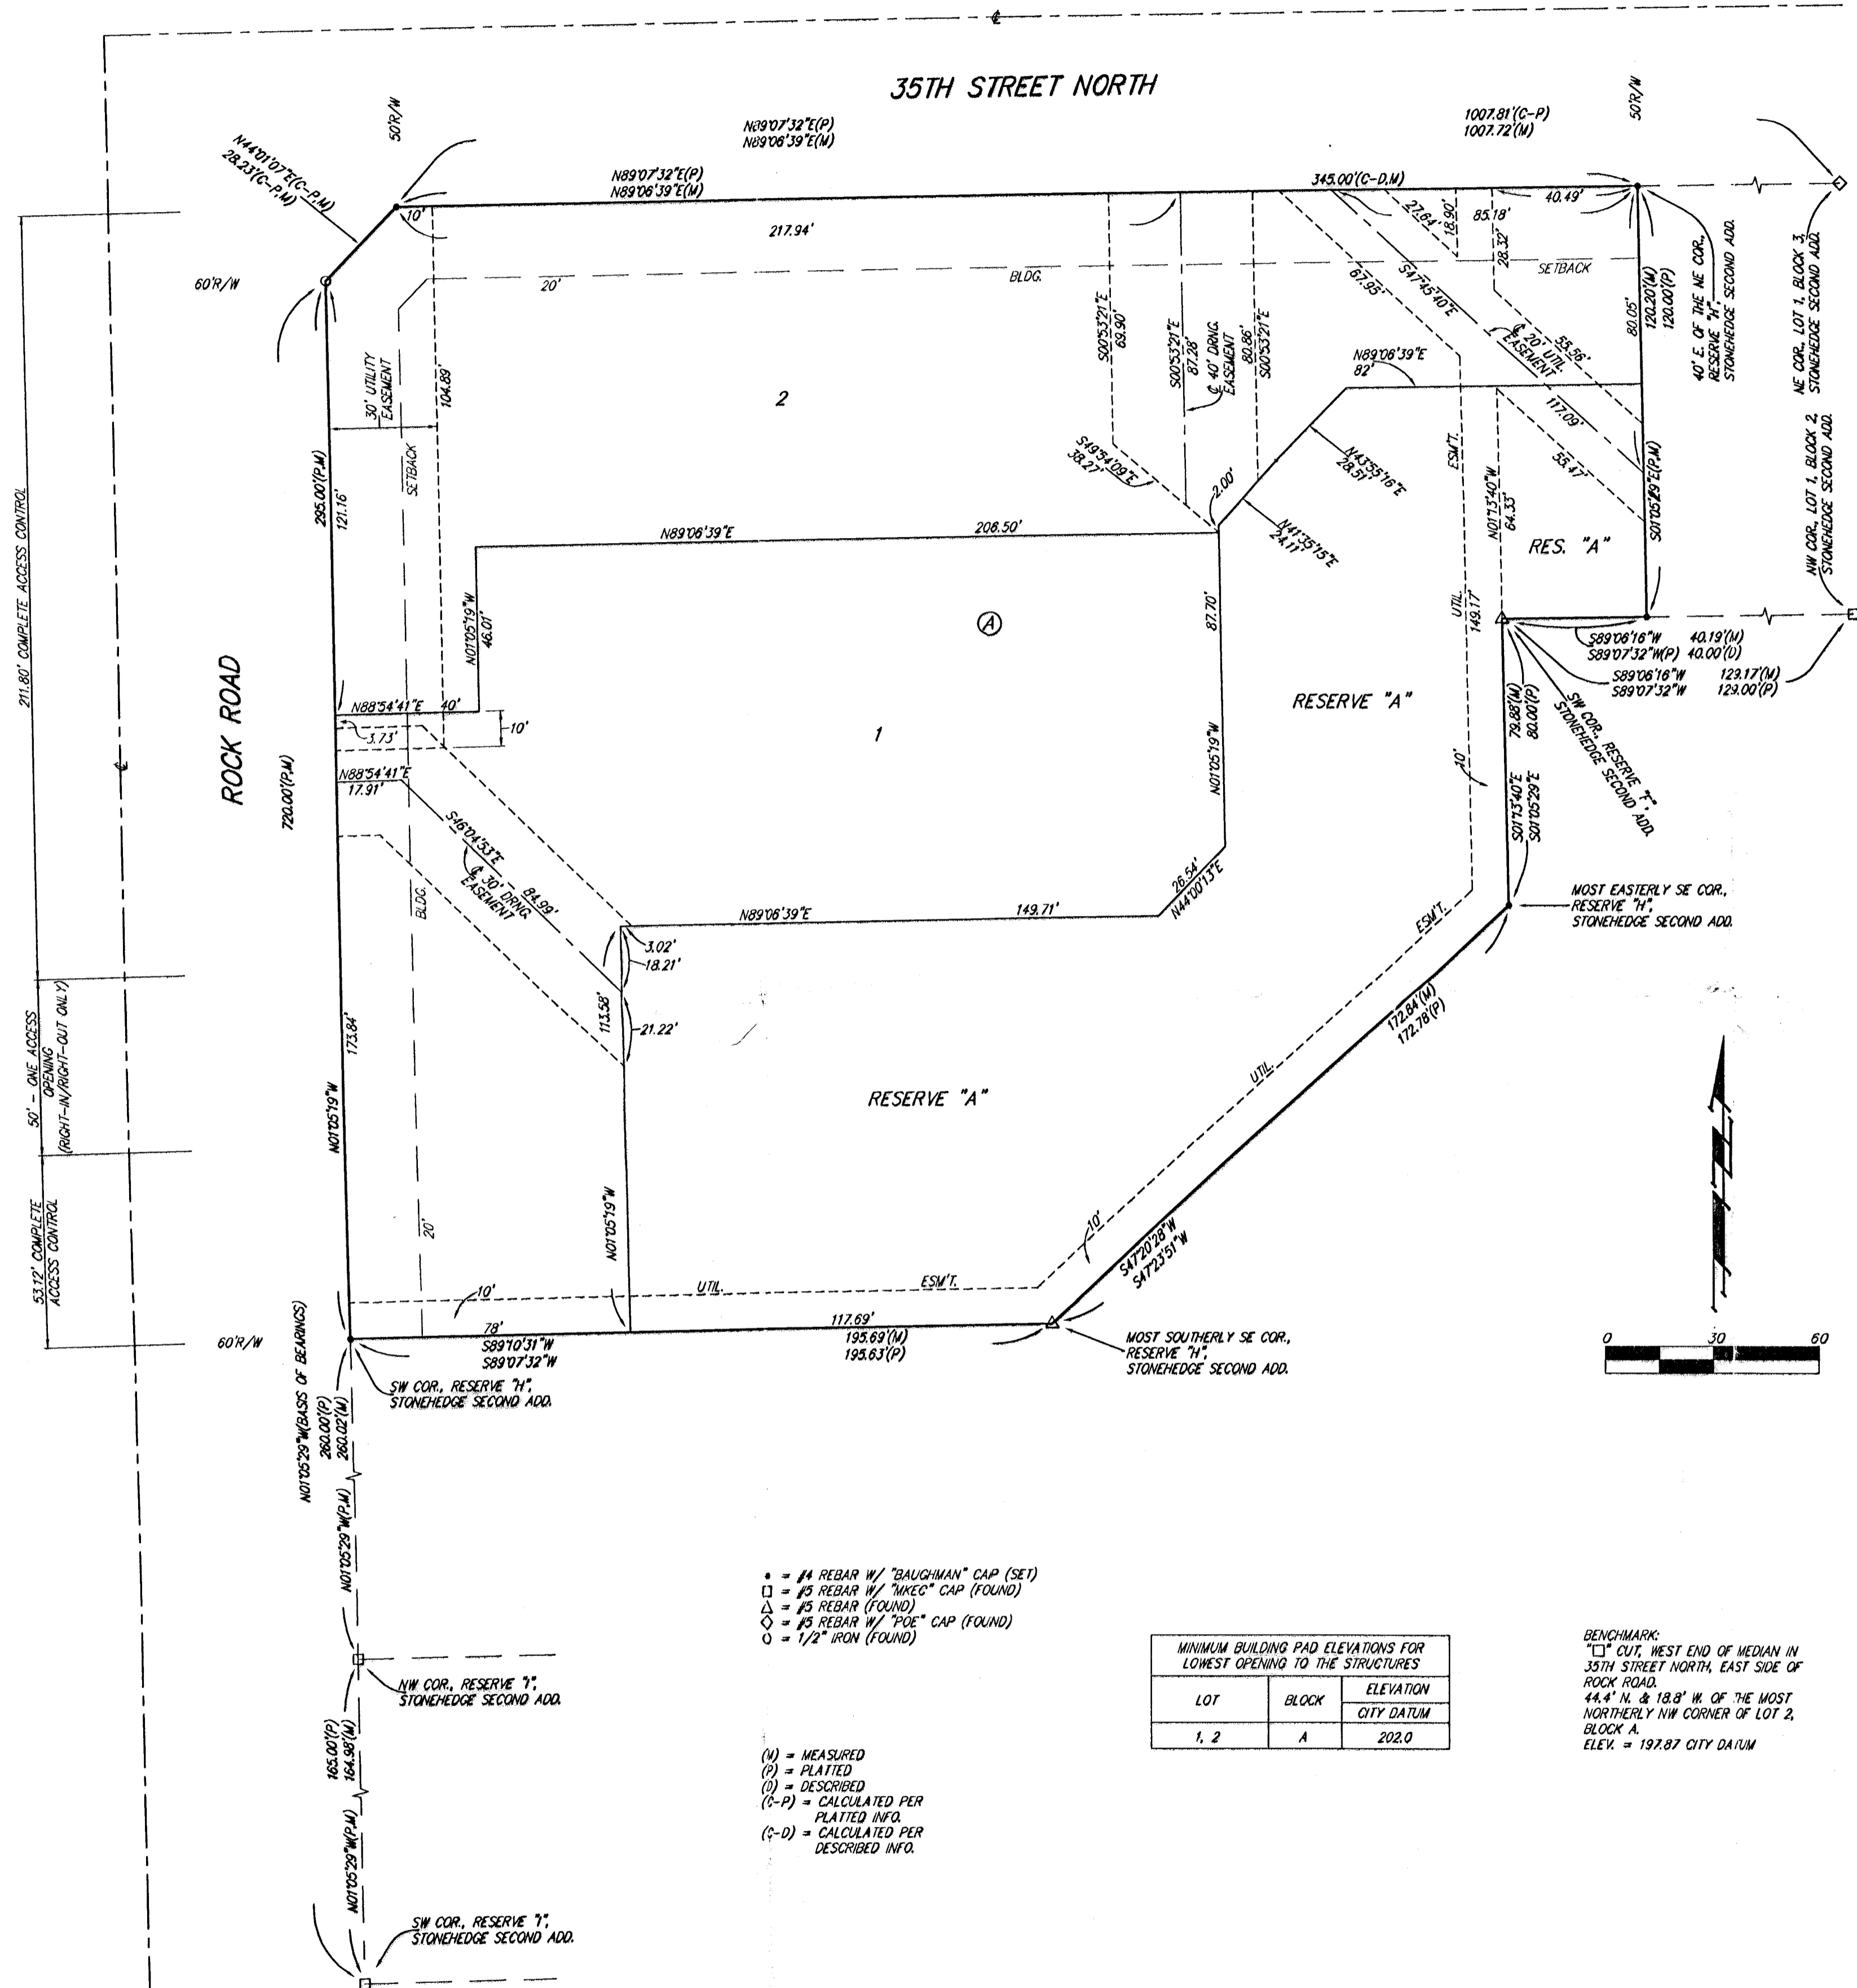 35TH STREET NORTH
50'R/W
N89°07'32"E(P)
N89°06'39"E(M)
1007.81'(C-P)
1007.72'(M)
50'R/W
N44°01'07"E(C-P,M)
28.23'(C-P,M)
N89°07'32"E(P)
N89°06'39"E(M)
345.00'(C-D,M)
10'
217.94'
27.64'
18.90'
85.18'
28.32'
40.49'
60'R/W
20'
BLDG.
SETBACK
67.95'
S47°45'40"E
80.05'
120.20'(M)
120.00'(P)
40' E. OF THE NE COR.,
RESERVE "H",
STONEHEDGE SECOND ADD.
NE COR., LOT 1, BLOCK 3,
STONEHEDGE SECOND ADD.
30' UTILITY
EASEMENT
104.89'
2
S00°53'21"E
69.90'
S00°53'21"E
87.28'
℄ 40' DRNG.
EASEMENT
80.86'
S00°53'21"E
N89°06'39"E
82'
℄ 20' UTIL.
EASEMENT
55.56'
117.09'
55.47'
SETBACK
S49°54'09"E
38.27'
2.00'
N43°55'16"E
28.51'
ESM'T.
N01°13'40"W
64.33'
S01°05'29"E(P,M)
NW COR., LOT 1, BLOCK 2,
STONEHEDGE SECOND ADD.
295.00'(P,M)
121.16'
N89°06'39"E
206.50'
N41°35'15"E
24.11'
RES. "A"
211.80' COMPLETE ACCESS CONTROL
N01°05'19"W
46.01'
Ⓐ
87.70'
UTIL.
149.17'
S89°06'16"W 40.19'(M)
S89°07'32"W(P) 40.00'(D)
S89°06'16"W 129.17'(M)
S89°07'32"W 129.00'(P)
ROCK ROAD
N88°54'41"E 40'
10'
3.73'
1
RESERVE "A"
79.88'(M)
80.00'(P)
SW COR., RESERVE "F",
STONEHEDGE SECOND ADD.
720.00'(P,M)
N88°54'41"E
17.91'
N01°05'19"W
10'
S01°13'40"E
S01°05'29"E
S46°04'53"E
84.99'
℄ 30' DRNG.
EASEMENT
BLDG.
26.54'
N44°00'13"E
MOST EASTERLY SE COR.,
RESERVE "H",
STONEHEDGE SECOND ADD.
N89°06'39"E
149.71'
ESM'T.
3.02'
18.21'
113.58'
21.22'
172.84'(M)
172.78'(P)
173.84'
50' - ONE ACCESS
OPENING
(RIGHT-IN/RIGHT-OUT ONLY)
RESERVE "A"
UTIL.
N01°05'19"W
53.12' COMPLETE
ACCESS CONTROL
20'
N01°05'19"W
10'
S47°20'28"W
S47°23'51"W
10'
UTIL.
ESM'T.
60'R/W
78'
117.69'
S89°10'31"W
S89°07'32"W
195.69'(M)
195.63'(P)
MOST SOUTHERLY SE COR.,
RESERVE "H",
STONEHEDGE SECOND ADD.
0 30 60
SW COR., RESERVE "H",
STONEHEDGE SECOND ADD.
N01°05'29"W(BASIS OF BEARINGS)
260.00'(P)
260.02'(M)
N01°05'29"W(P,M)
NW COR., RESERVE "I",
STONEHEDGE SECOND ADD.
165.00'(P)
164.98'(M)
N01°05'29"W(P,M)
SW COR., RESERVE "I",
STONEHEDGE SECOND ADD.
• = #4 REBAR W/ "BAUGHMAN" CAP (SET)
□ = #5 REBAR W/ "MKEC" CAP (FOUND)
△ = #5 REBAR (FOUND)
◇ = #5 REBAR W/ "POE" CAP (FOUND)
○ = 1/2" IRON (FOUND)
(M) = MEASURED
(P) = PLATTED
(D) = DESCRIBED
(C-P) = CALCULATED PER
PLATTED INFO.
(C-D) = CALCULATED PER
DESCRIBED INFO.
MINIMUM BUILDING PAD ELEVATIONS FOR
LOWEST OPENING TO THE STRUCTURES
LOT BLOCK ELEVATION
CITY DATUM
1, 2 A 202.0
BENCHMARK:
"□" CUT, WEST END OF MEDIAN IN
35TH STREET NORTH, EAST SIDE OF
ROCK ROAD.
44.4' N. & 18.8' W. OF THE MOST
NORTHERLY NW CORNER OF LOT 2,
BLOCK A.
ELEV. = 197.87 CITY DATUM